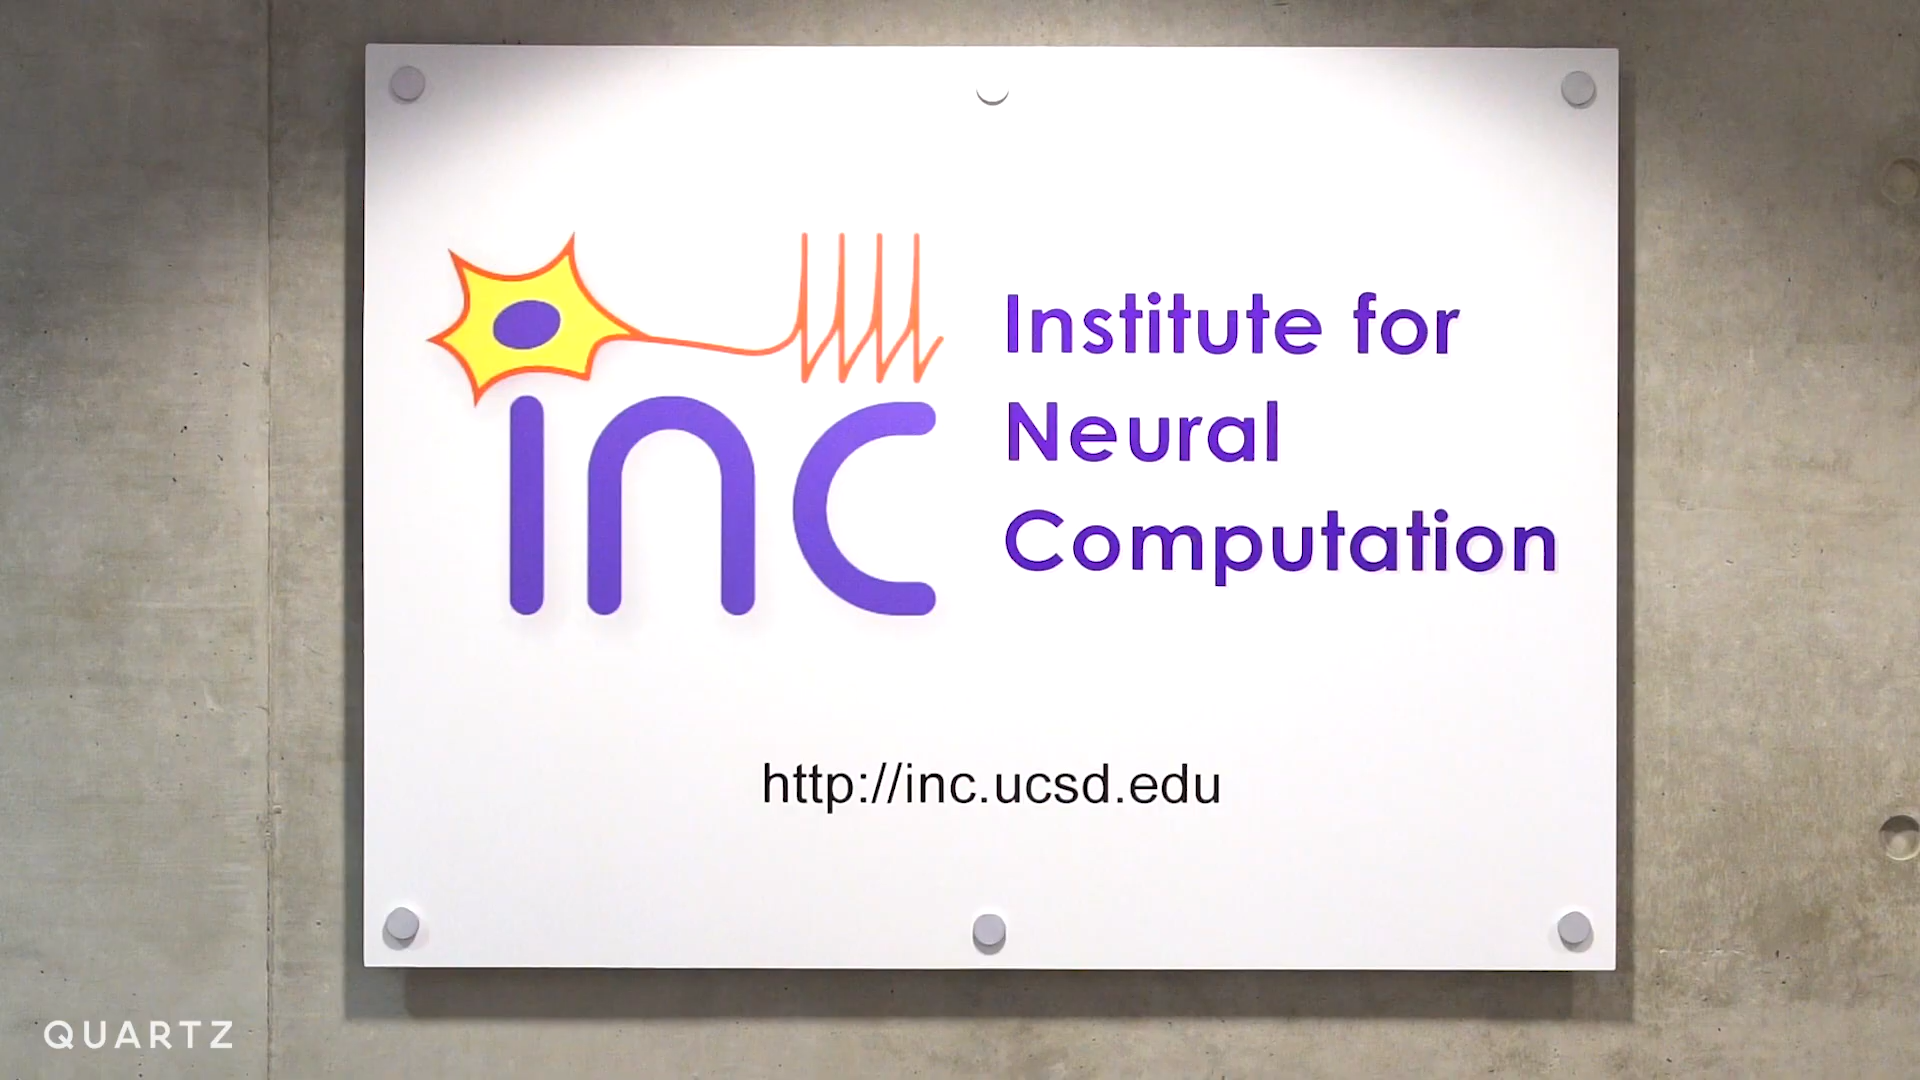 inc
Institute for
Neural
Computation
http://inc.ucsd.edu
QUARTZ